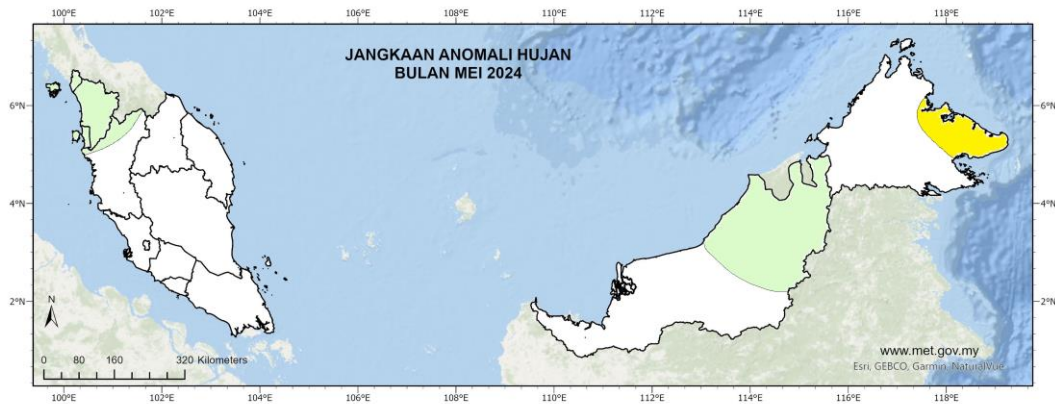 100°E 102°E 104°E 106°E 108°E 110°E 112°E 114°E 116°E 118°E
JANGKAAN ANOMALI HUJAN
BULAN MEI 2024
6°N 6°N
4°N 4°N
2°N 2°N
N
0 80 160 320 Kilometers
www.met.gov.my
Esri, GEBCO, Garmin, NaturalVue
100°E 102°E 104°E 106°E 108°E 110°E 112°E 114°E 116°E 118°E